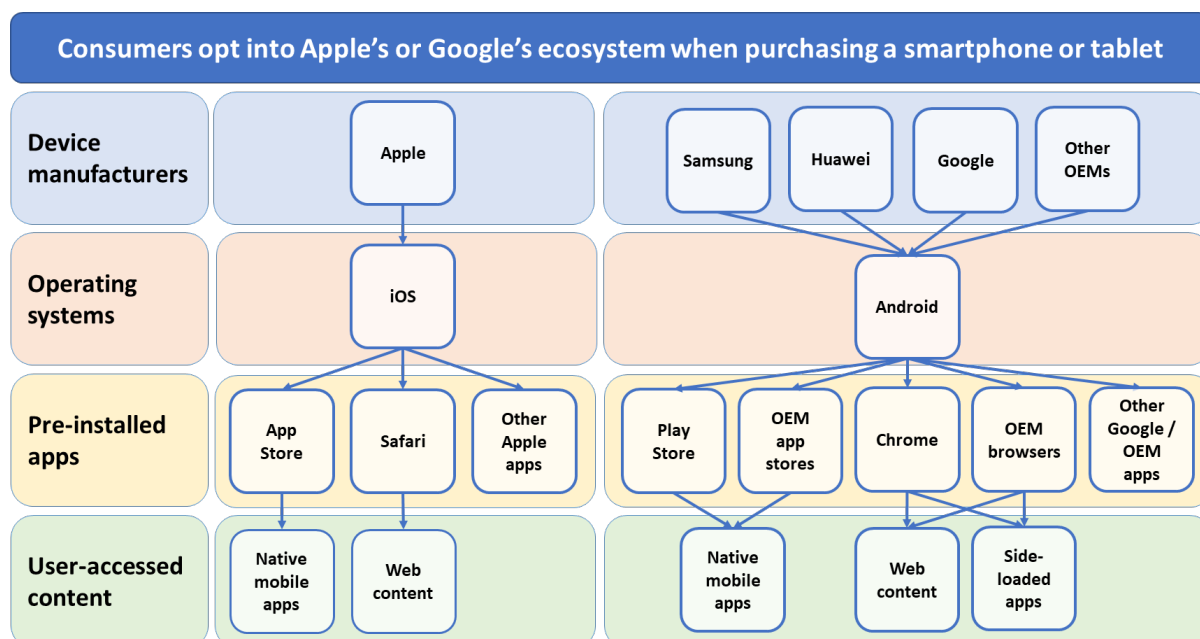 Consumers opt into Apple's or Google's ecosystem when purchasing a smartphone or tablet
Device
manufacturers
Apple
Samsung
Huawei
Google
Other
OEMs
Operating
systems
iOS
Android
Pre-installed
apps
App
Store
Safari
Other
Apple
apps
Play
Store
OEM
app
stores
Chrome
OEM
browsers
Other
Google /
OEM
apps
User-accessed
content
Native
mobile
apps
Web
content
Native
mobile
apps
Web
content
Side-
loaded
apps